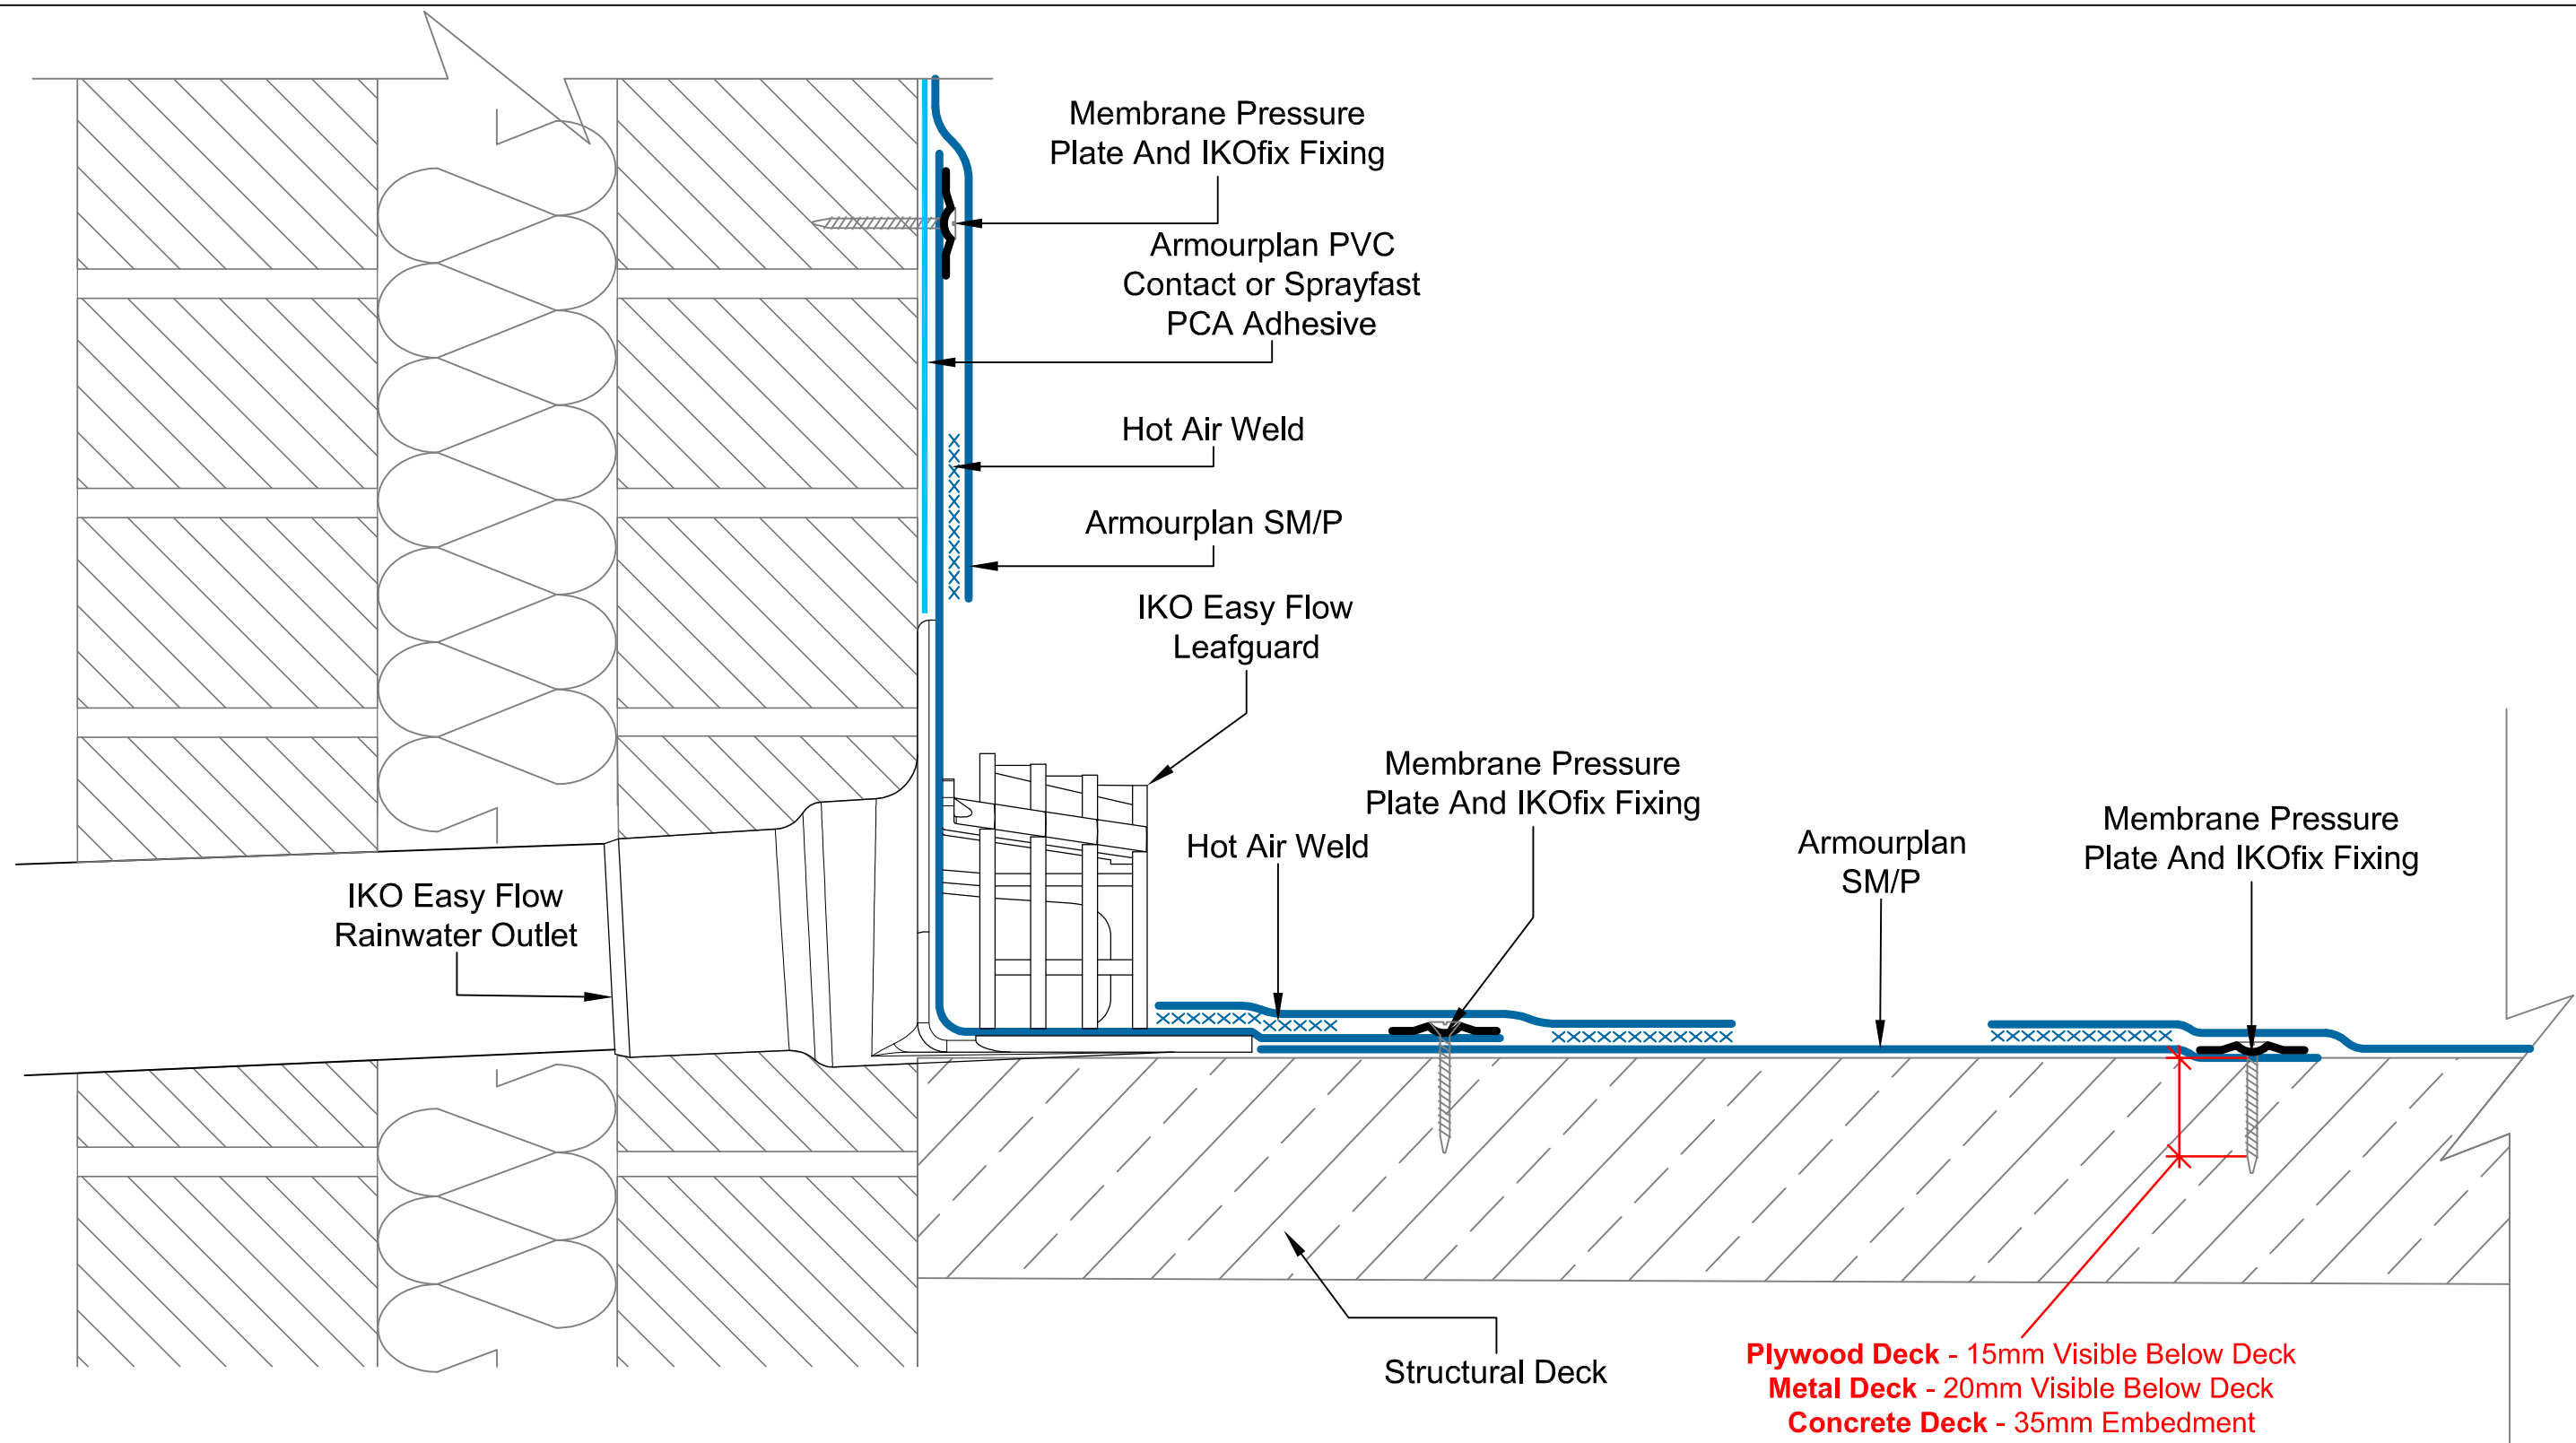 Membrane Pressure
Plate And IKOfix Fixing
Armourplan PVC
Contact or Sprayfast
PCA Adhesive
Hot Air Weld
Armourplan SM/P
IKO Easy Flow
Leafguard
Membrane Pressure
Plate And IKOfix Fixing
Hot Air Weld
Armourplan
SM/P
Membrane Pressure
Plate And IKOfix Fixing
IKO Easy Flow
Rainwater Outlet
Structural Deck
Plywood Deck - 15mm Visible Below Deck
Metal Deck - 20mm Visible Below Deck
Concrete Deck - 35mm Embedment